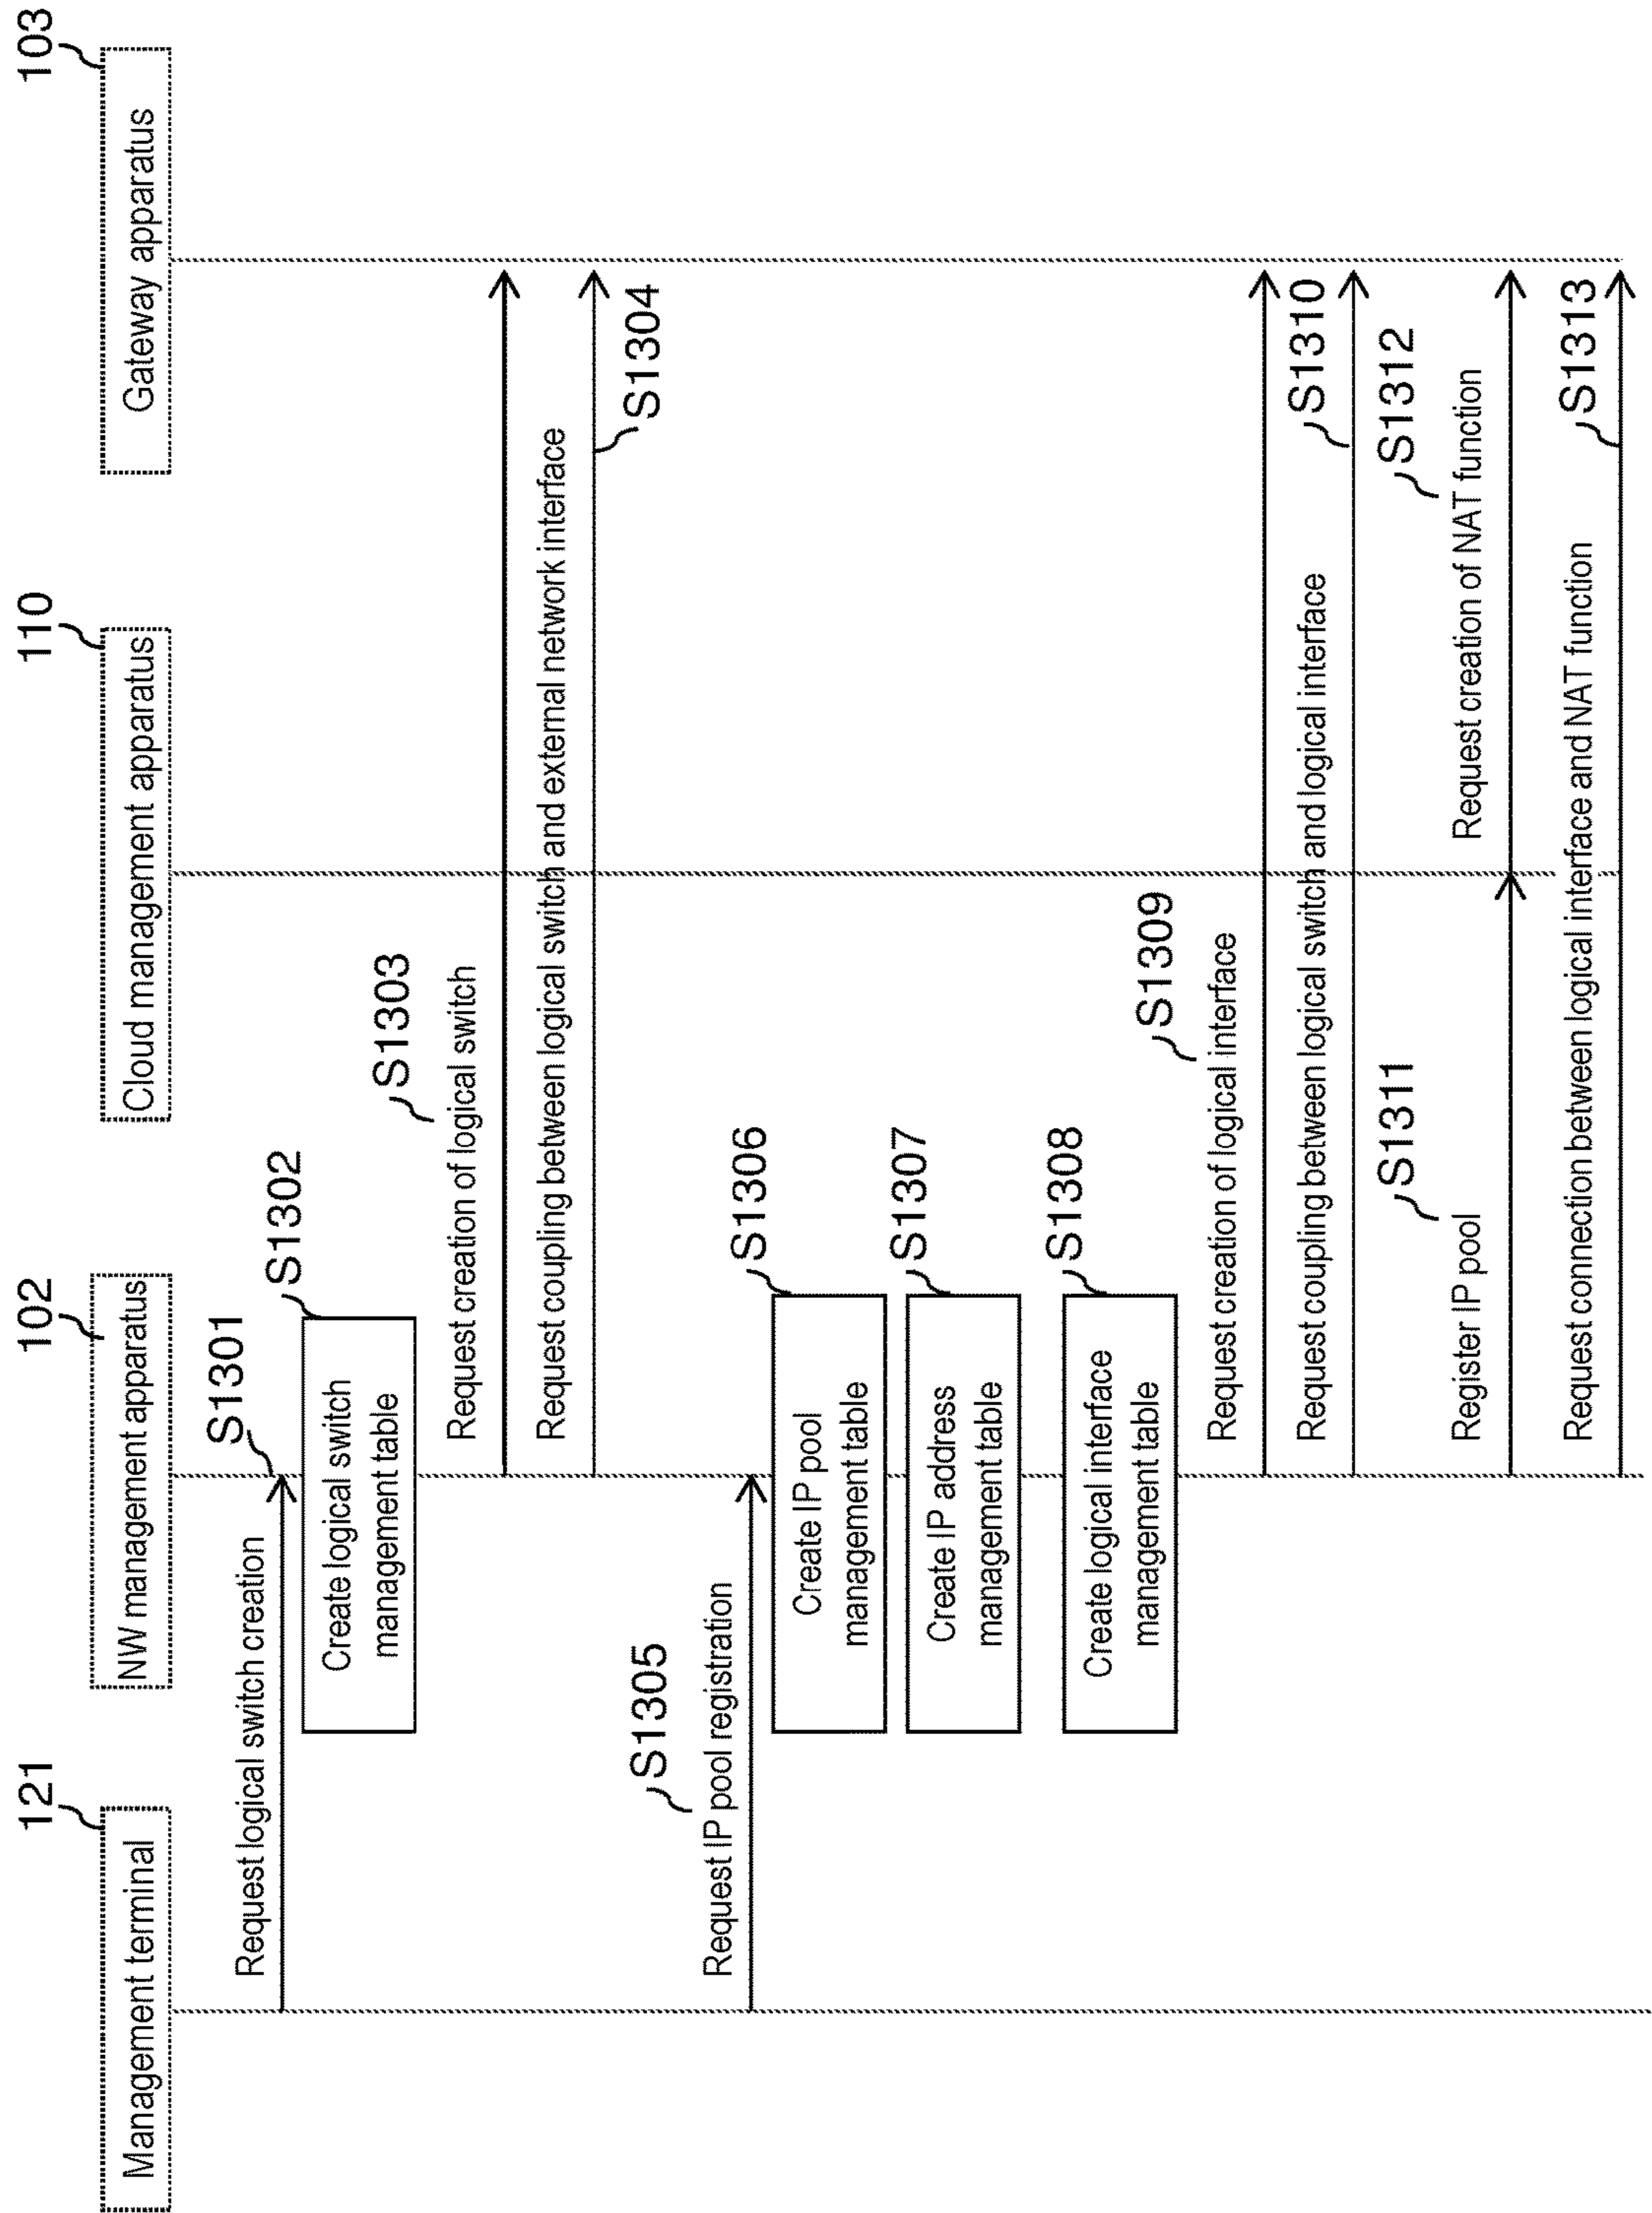 121
Management terminal
102
NW management apparatus
110
Cloud management apparatus
103
Gateway apparatus
S1301
Request logical switch creation
S1302
Create logical switch
management table
S1303
Request creation of logical switch
Request coupling between logical switch and external network interface
S1304
S1305
Request IP pool registration
S1306
Create IP pool
management table
S1307
Create IP address
management table
S1308
Create logical interface
management table
S1309
Request creation of logical interface
Request coupling between logical switch and logical interface
S1310
S1311
Register IP pool
S1312
Request creation of NAT function
Request connection between logical interface and NAT function
S1313